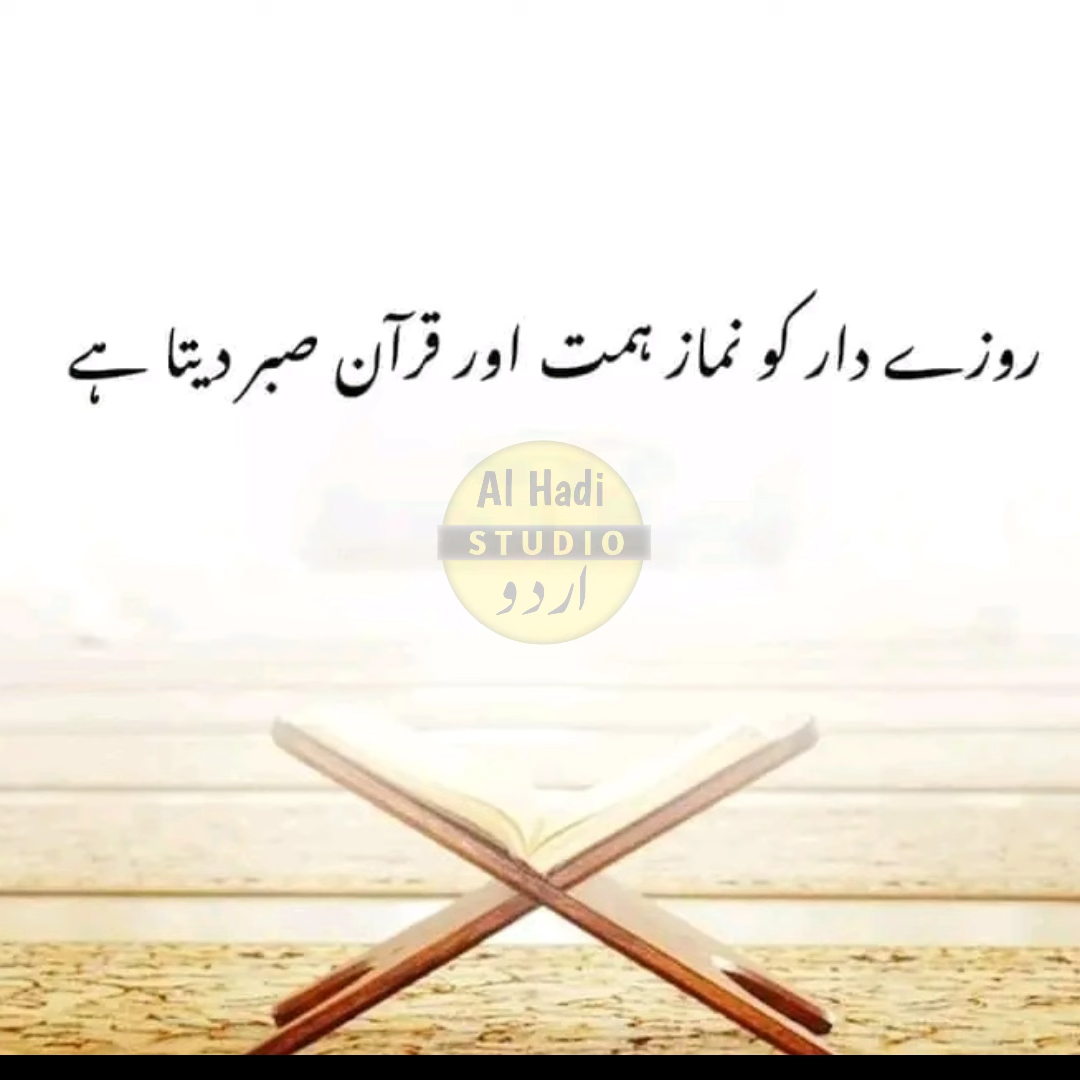 روزے دار کو نماز ہمت اور قرآن صبر دیتا ہے
Al Hadi
STUDIO
اردو